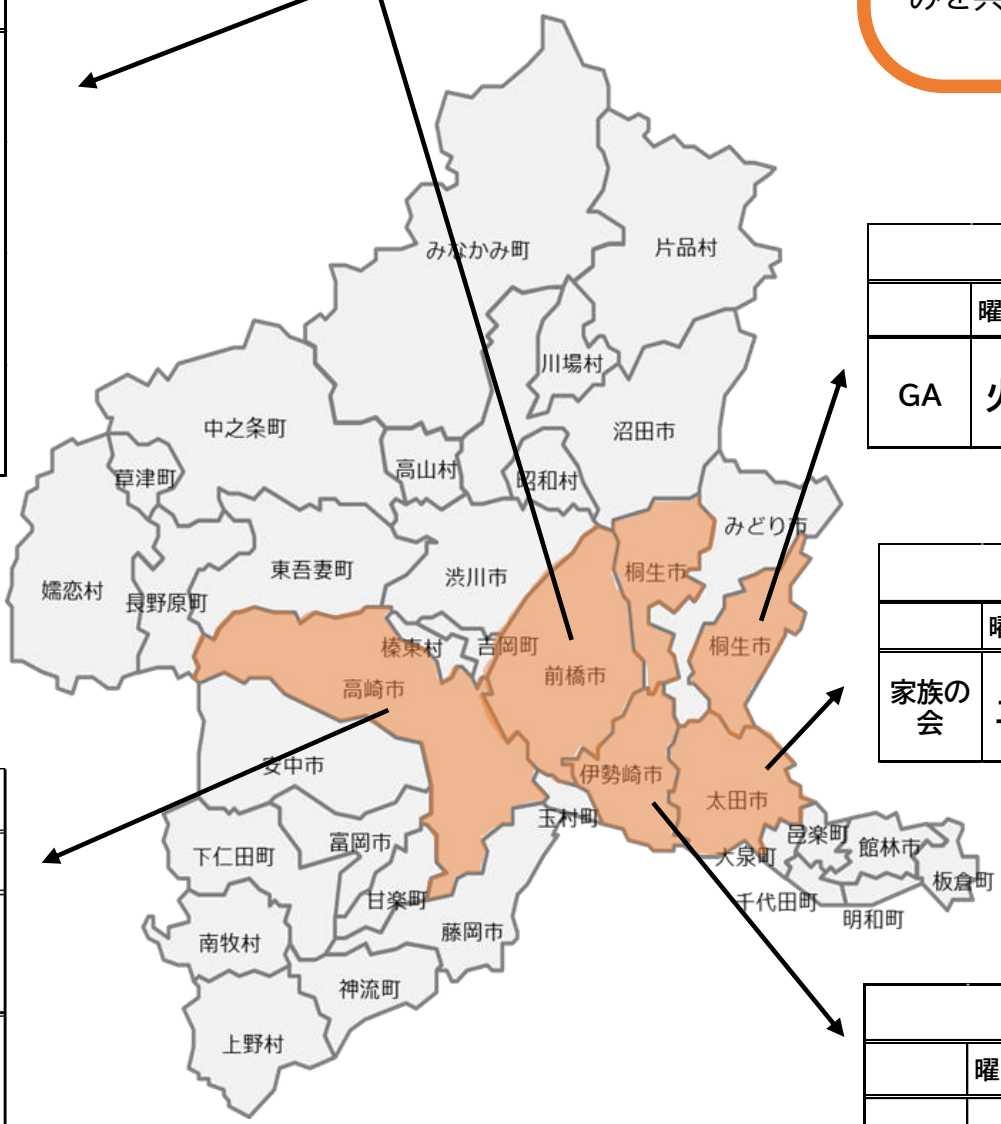 みなかみ町
片品村
曜
川場村
GA
中之条町
沼田市
高山村
草津町
昭和村
みどり市
東吾妻町
渋川市
桐生市
嬬恋村
長野原町
曜
榛東村
吉岡町
桐生市
前橋市
高崎市
家族の
会
安中市
伊勢崎市
太田市
玉村町
邑楽町
富岡市
館林市
下仁田町
大泉町
板倉町
甘楽町
千代田町
明和町
藤岡市
南牧村
神流町
上野村
曜